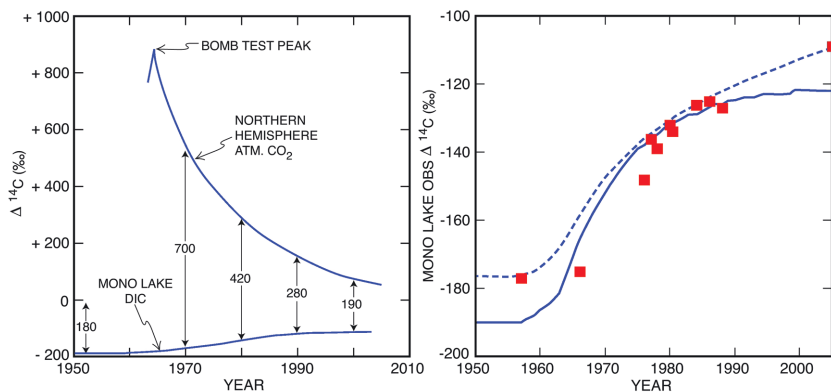 + 1000
+ 800
+ 600
+ 400
+ 200
0
- 200
Δ ¹⁴C (‰)
BOMB TEST PEAK
NORTHERN
HEMISPHERE
ATM. CO₂
700
420
280
190
180
MONO LAKE
DIC
1950
1970
1990
2010
YEAR
-100
-120
-140
-160
-180
-200
MONO LAKE OBS Δ ¹⁴C (‰)
1950
1960
1970
1980
1990
2000
YEAR